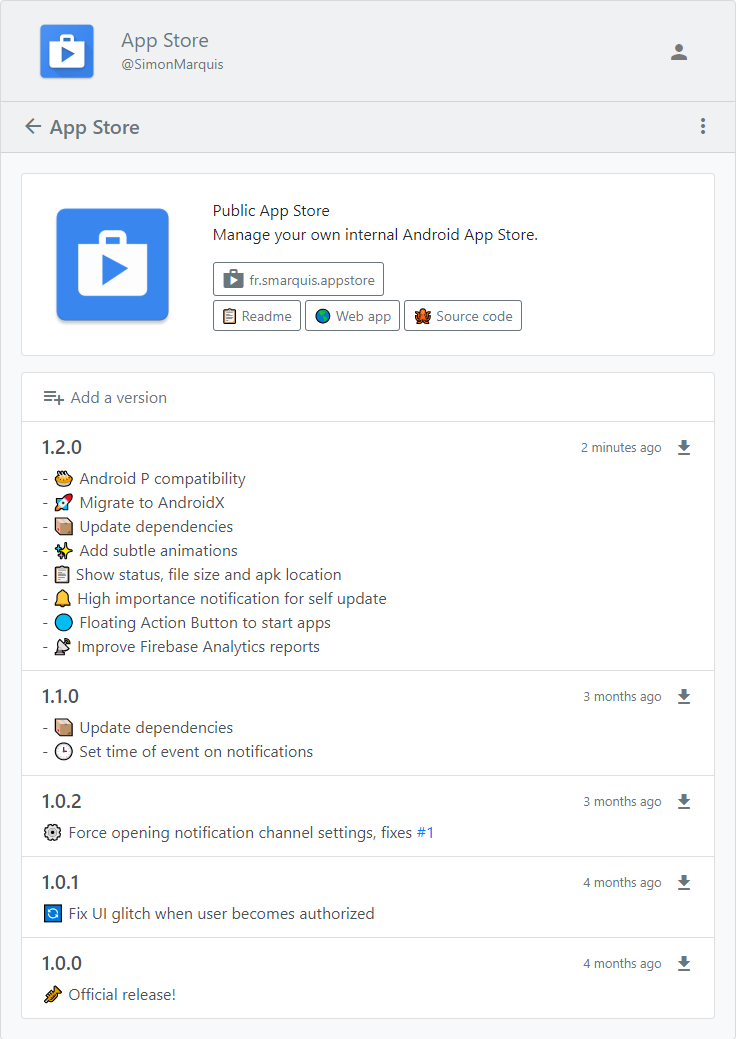 App Store
@SimonMarquis
App Store
Public App Store
Manage your own internal Android App Store.
fr.smarquis.appstore
Readme
Web app
Source code
Add a version
1.2.0
2 minutes ago
- 🥧 Android P compatibility
- 🚀 Migrate to AndroidX
- 📦 Update dependencies
- ✨ Add subtle animations
- 📋 Show status, file size and apk location
- 🔔 High importance notification for self update
- 🔵 Floating Action Button to start apps
- 📡 Improve Firebase Analytics reports
1.1.0
3 months ago
- 📦 Update dependencies
- 🕒 Set time of event on notifications
1.0.2
3 months ago
⚙ Force opening notification channel settings, fixes #1
1.0.1
4 months ago
🔄 Fix UI glitch when user becomes authorized
1.0.0
4 months ago
🎺 Official release!